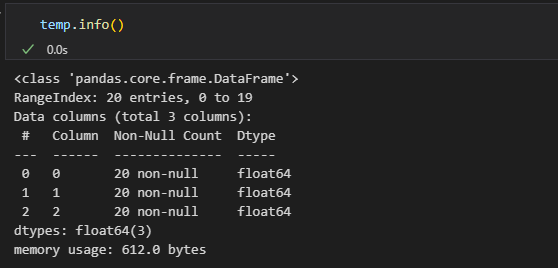 temp.info()
0.0s
<class 'pandas.core.frame.DataFrame'>
RangeIndex: 20 entries, 0 to 19
Data columns (total 3 columns):
 #   Column  Non-Null Count  Dtype
---  ------  --------------  -----
 0   0       20 non-null     float64
 1   1       20 non-null     float64
 2   2       20 non-null     float64
dtypes: float64(3)
memory usage: 612.0 bytes